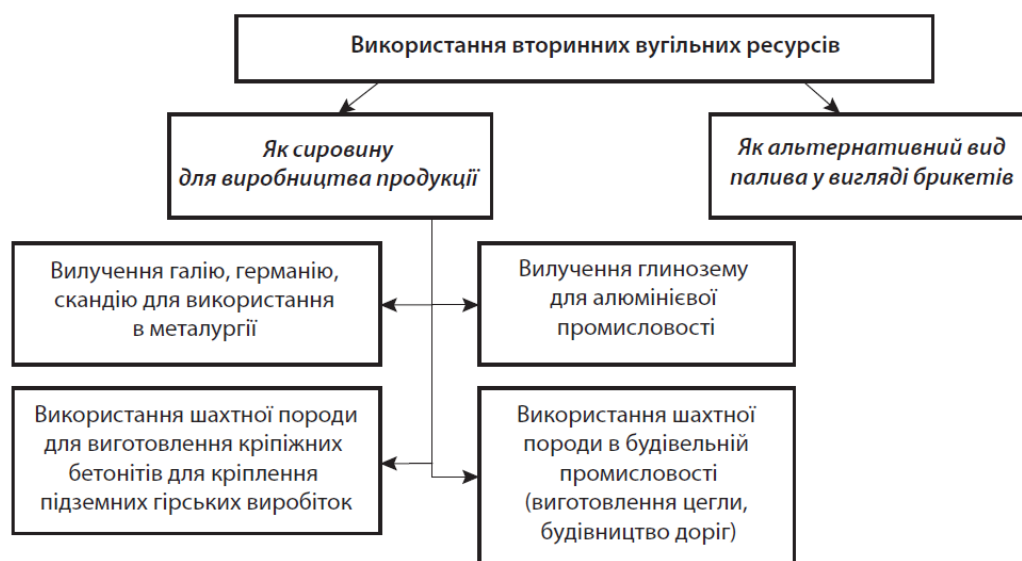 Використання вторинних вугільних ресурсів
Як сировину
для виробництва продукції
Як альтернативний вид
палива у вигляді брикетів
Вилучення галію, германію,
скандію для використання
в металургії
Вилучення глинозему
для алюмінієвої
промисловості
Використання шахтної породи
для виготовлення кріпіжних
бетонітів для кріплення
підземних гірських виробіток
Використання шахтної
породи в будівельній
промисловості
(виготовлення цегли,
будівництво доріг)